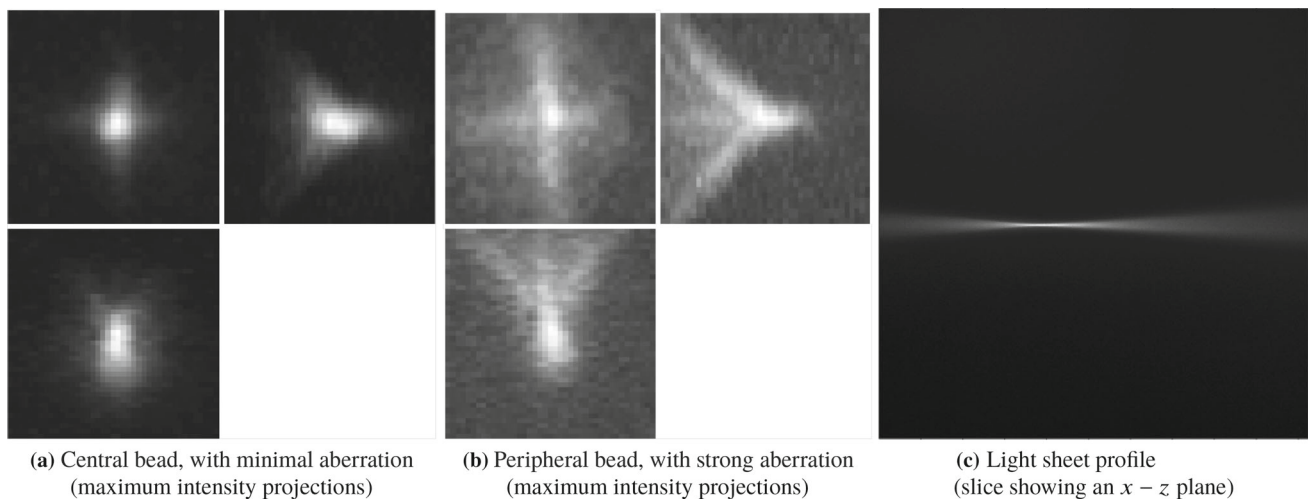 (a) Central bead, with minimal aberration
(maximum intensity projections)
(b) Peripheral bead, with strong aberration
(maximum intensity projections)
(c) Light sheet profile
(slice showing an x − z plane)